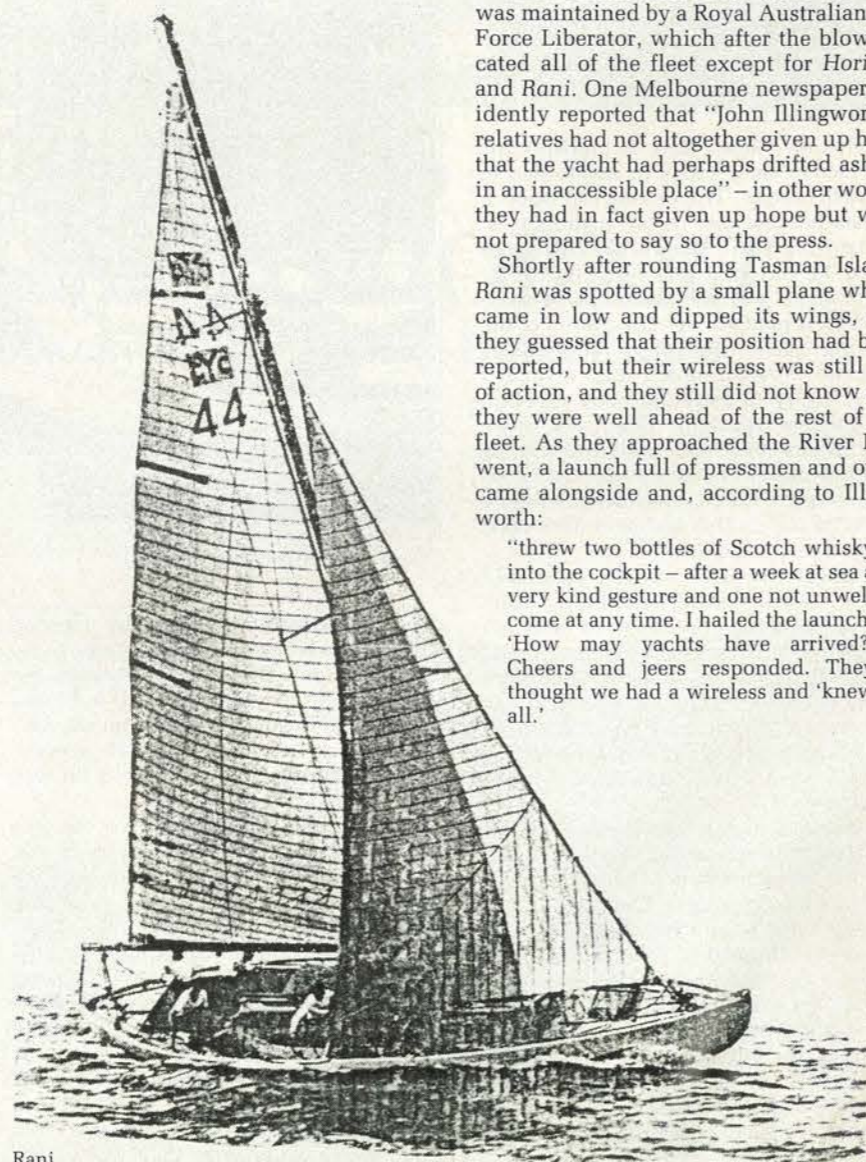 was maintained by a Royal Australian
Force Liberator, which after the blow
cated all of the fleet except for Hori
and Rani. One Melbourne newspaper
idently reported that “John Illingwor
relatives had not altogether given up h
that the yacht had perhaps drifted ash
in an inaccessible place” – in other wo
they had in fact given up hope but w
not prepared to say so to the press.
Shortly after rounding Tasman Isla
Rani was spotted by a small plane wh
came in low and dipped its wings,
they guessed that their position had b
reported, but their wireless was still
of action, and they still did not know
they were well ahead of the rest of
fleet. As they approached the River
went, a launch full of pressmen and o
came alongside and, according to Ill
worth:
“threw two bottles of Scotch whisky
into the cockpit – after a week at sea
very kind gesture and one not unwel
come at any time. I hailed the launch
‘How may yachts have arrived?
Cheers and jeers responded. They
thought we had a wireless and ‘knew
all.’
44
CYC
44
Rani